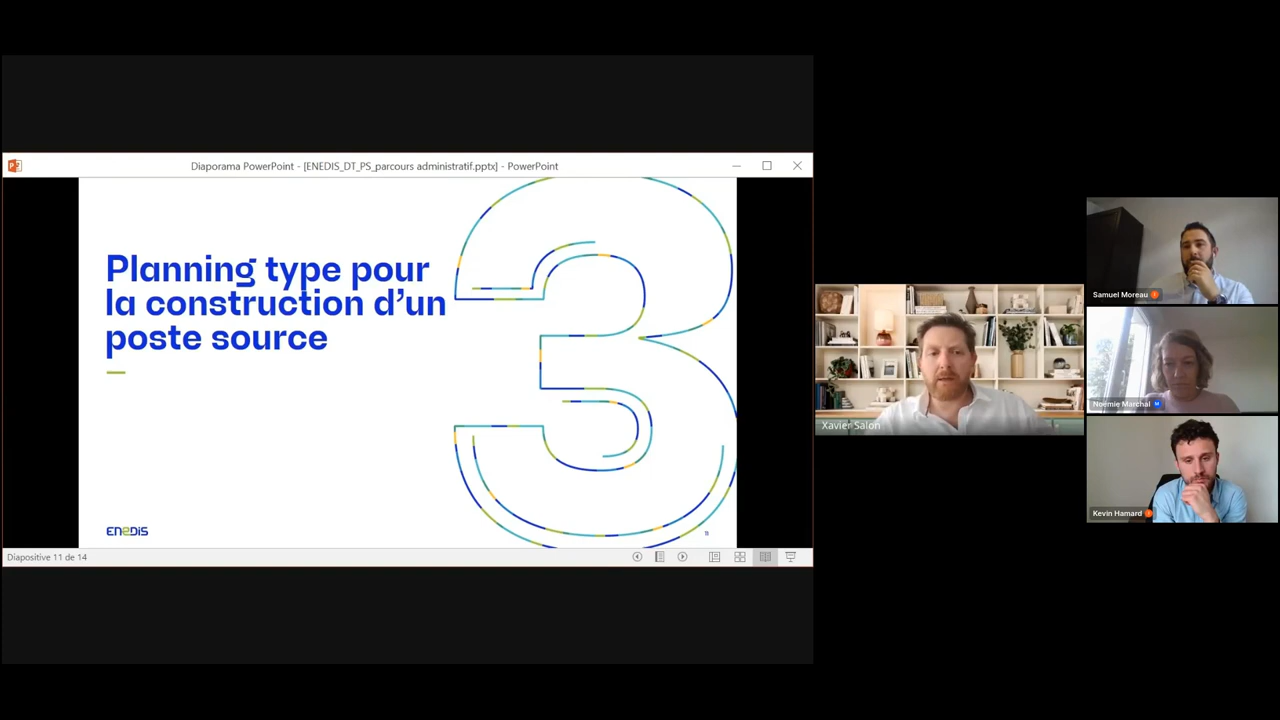 Diaporama PowerPoint - [ENEDIS_DT_PS_parcours administratif.pptx] - PowerPoint
Planning type pour
la construction d'un
poste source
ENEDIS
11
Diapositive 11 de 14
Xavier Salon
Samuel Moreau
Noémie Marchal
Kevin Hamard